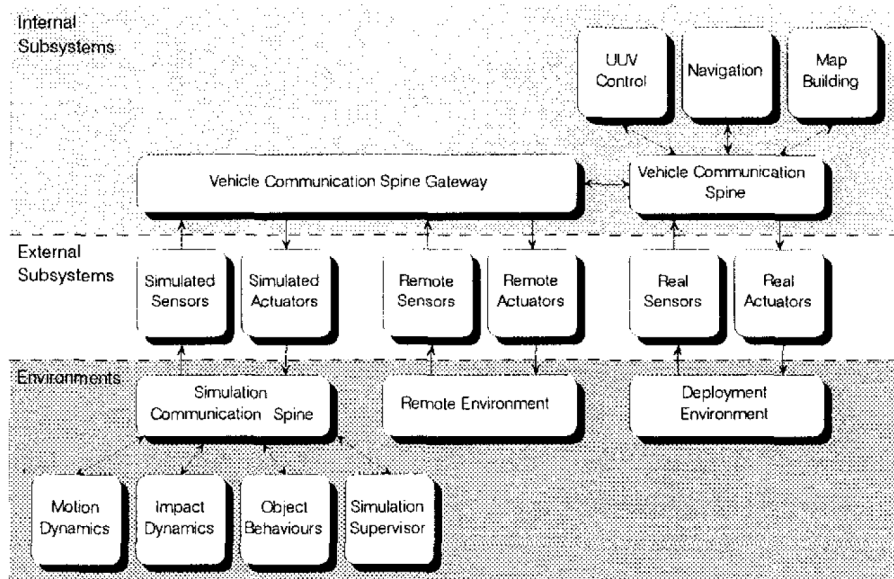 Internal
Subsystems
UUV
Control
Navigation
Map
Building
Vehicle Communication Spine Gateway
Vehicle Communication
Spine
External
Subsystems
Simulated
Sensors
Simulated
Actuators
Remote
Sensors
Remote
Actuators
Real
Sensors
Real
Actuators
Environments
Simulation
Communication Spine
Remote Environment
Deployment
Environment
Motion
Dynamics
Impact
Dynamics
Object
Behaviours
Simulation
Supervisor